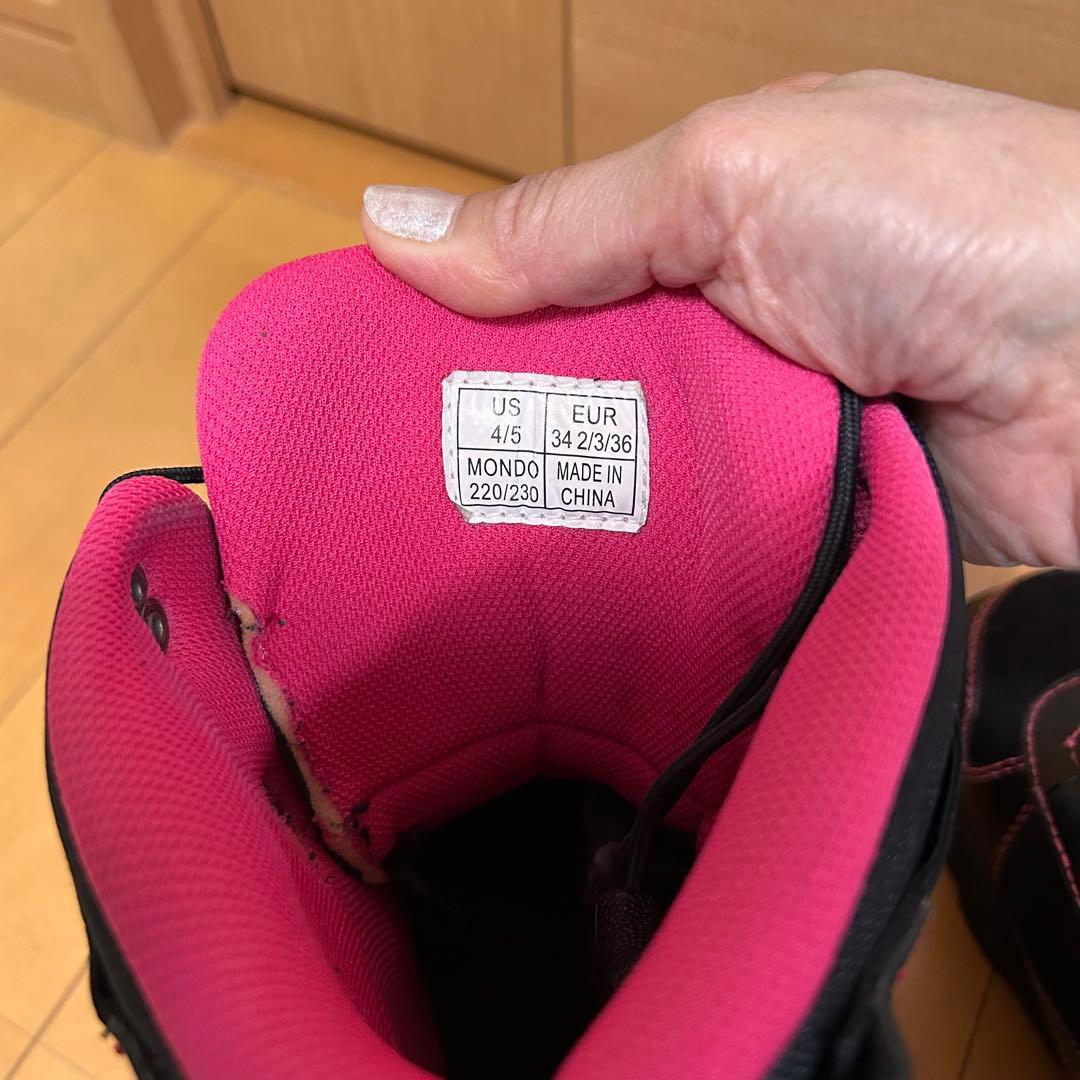 US
4/5
EUR
34 2/3/36
MONDO
220/230
MADE IN
CHINA